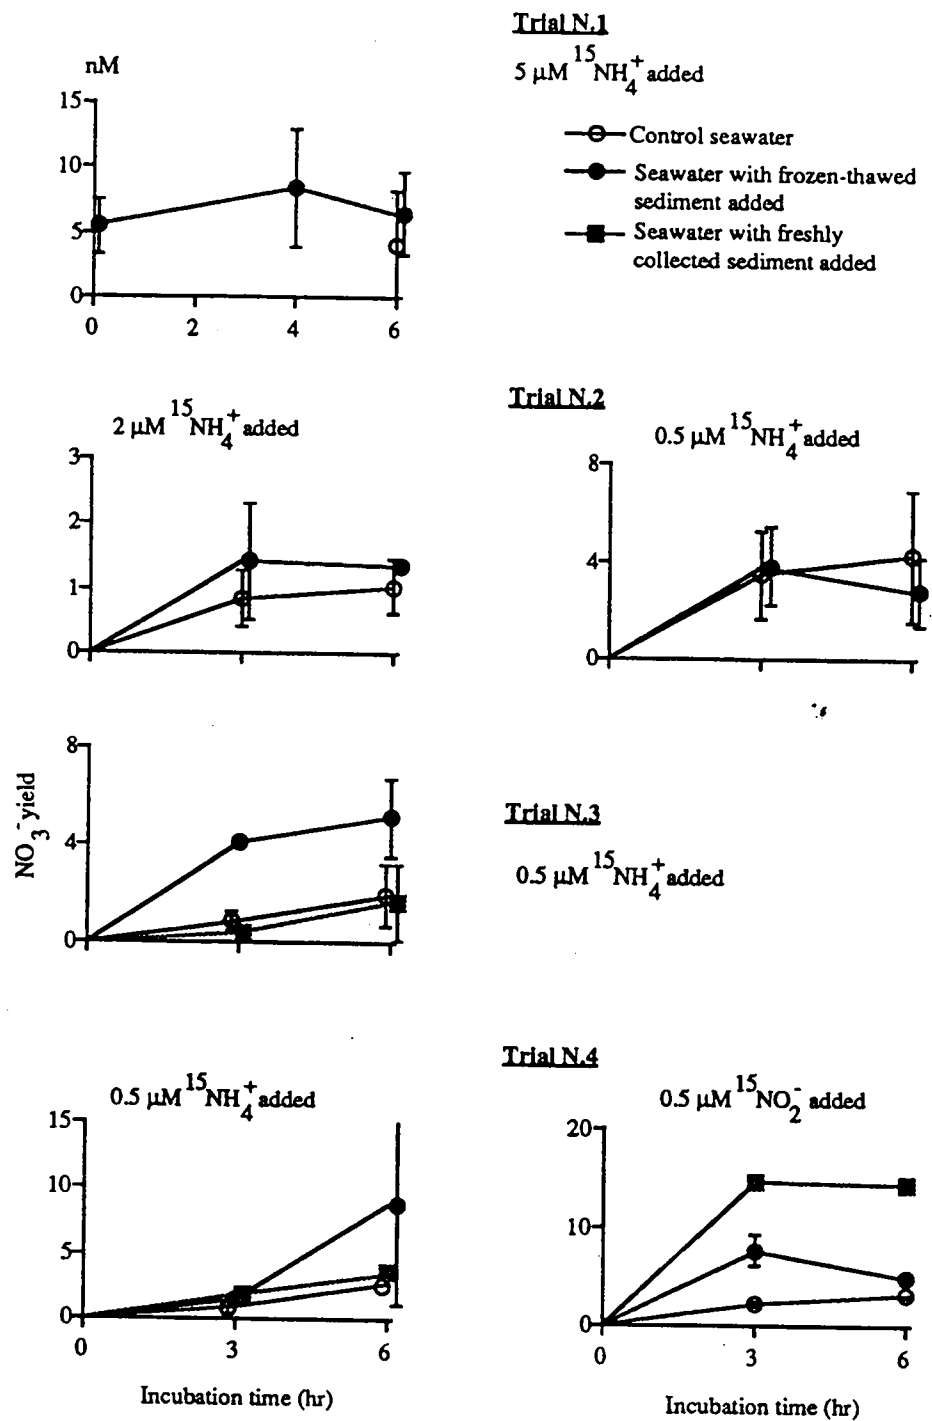 Trial N.1
5 µM ¹⁵NH₄⁺ added
nM
15
10
5
0
0 2 4 6
Control seawater
Seawater with frozen-thawed
sediment added
Seawater with freshly
collected sediment added
Trial N.2
2 µM ¹⁵NH₄⁺ added
3
2
1
0
0.5 µM ¹⁵NH₄⁺ added
8
4
0
NO₃⁻ yield
8
4
0
Trial N.3
0.5 µM ¹⁵NH₄⁺ added
Trial N.4
0.5 µM ¹⁵NH₄⁺ added
15
10
5
0
0 3 6
Incubation time (hr)
0.5 µM ¹⁵NO₂⁻ added
20
10
0
0 3 6
Incubation time (hr)